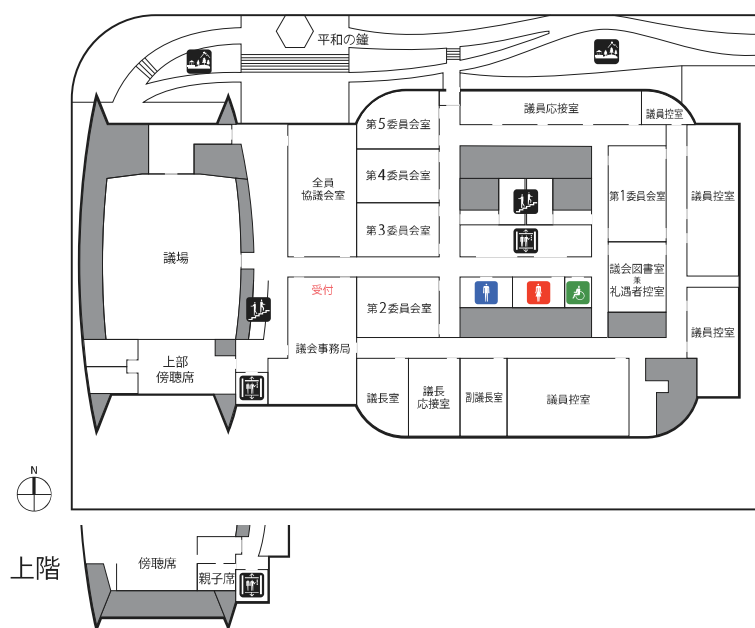 平和の鐘
議員応接室
議員控室
第5委員会室
全員
協議会室
第4委員会室
第1委員会室
議員控室
第3委員会室
議場
議会図書室
兼
礼遇者控室
受付
第2委員会室
議員控室
議会事務局
上部
傍聴席
議長室
議長
応接室
副議長室
議員控室
N
上階
傍聴席
親子席